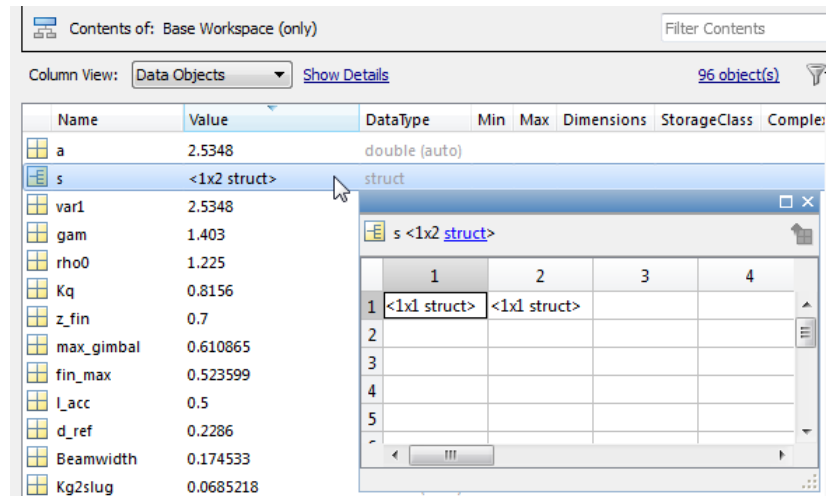 Contents of: Base Workspace (only) Filter Contents
Column View: Data Objects Show Details 96 object(s)
Name Value DataType Min Max Dimensions StorageClass Complex
a 2.5348 double (auto)
s <1x2 struct> struct
var1 2.5348
gam 1.403
rho0 1.225
Kq 0.8156
z_fin 0.7
max_gimbal 0.610865
fin_max 0.523599
l_acc 0.5
d_ref 0.2286
Beamwidth 0.174533
Kg2slug 0.0685218
s <1x2 struct>
1 2 3 4
1 <1x1 struct> <1x1 struct>
2
3
4
5